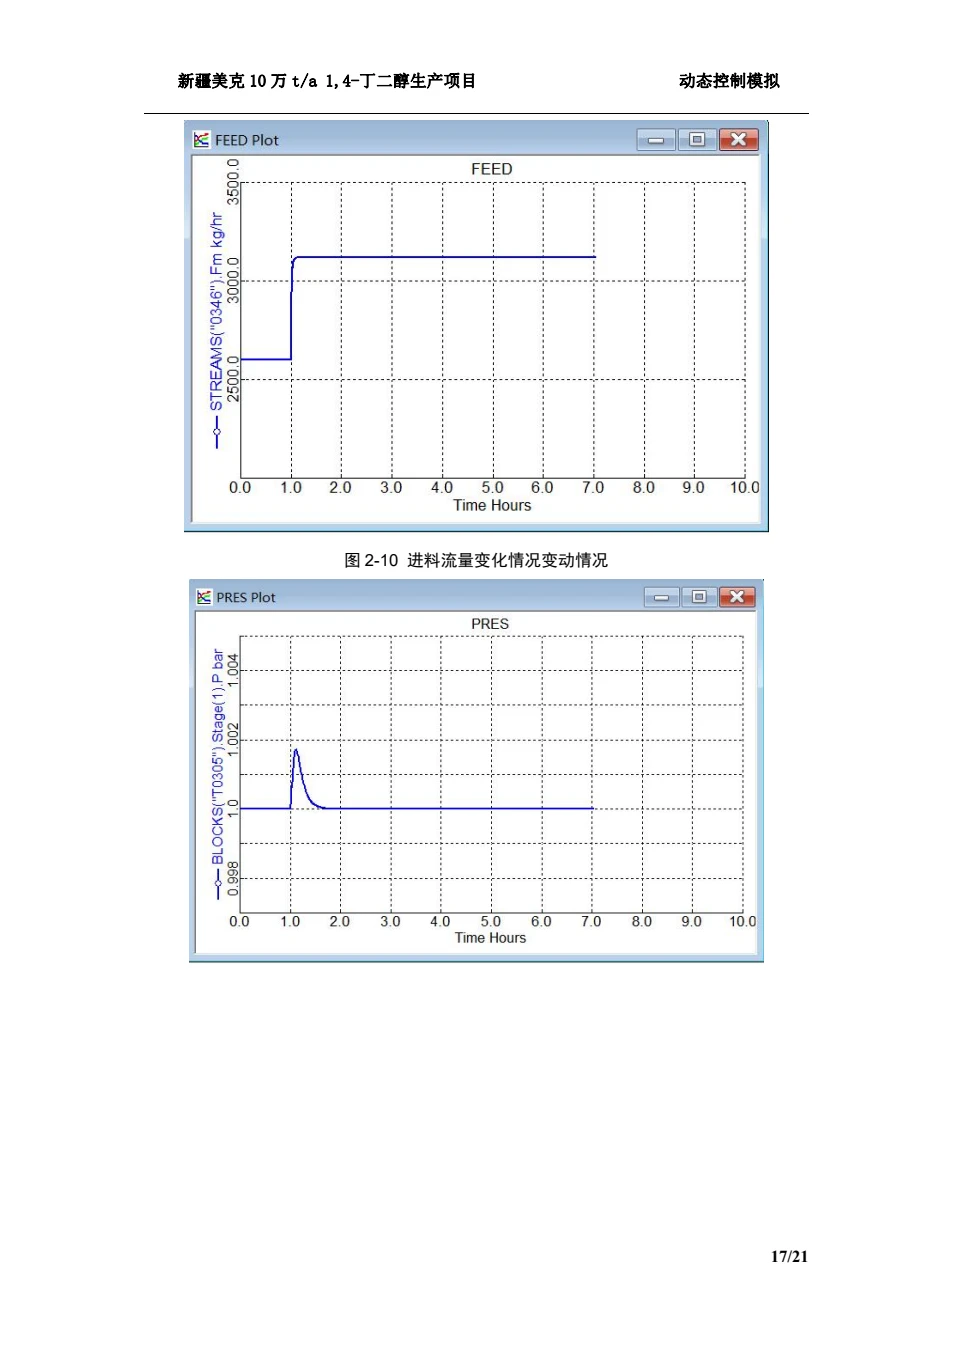 新疆美克 10 万 t/a 1,4-丁二醇生产项目 动态控制模拟
FEED Plot
FEED
STREAMS("0346").Fm kg/hr
3500.0
3000.0
2500.0
0.0 1.0 2.0 3.0 4.0 5.0 6.0 7.0 8.0 9.0 10.0
Time Hours
图 2-10 进料流量变化情况变动情况
PRES Plot
PRES
BLOCKS("T0305").Stage(1).P bar
1.004
1.002
1.0
0.998
0.0 1.0 2.0 3.0 4.0 5.0 6.0 7.0 8.0 9.0 10.0
Time Hours
17/21